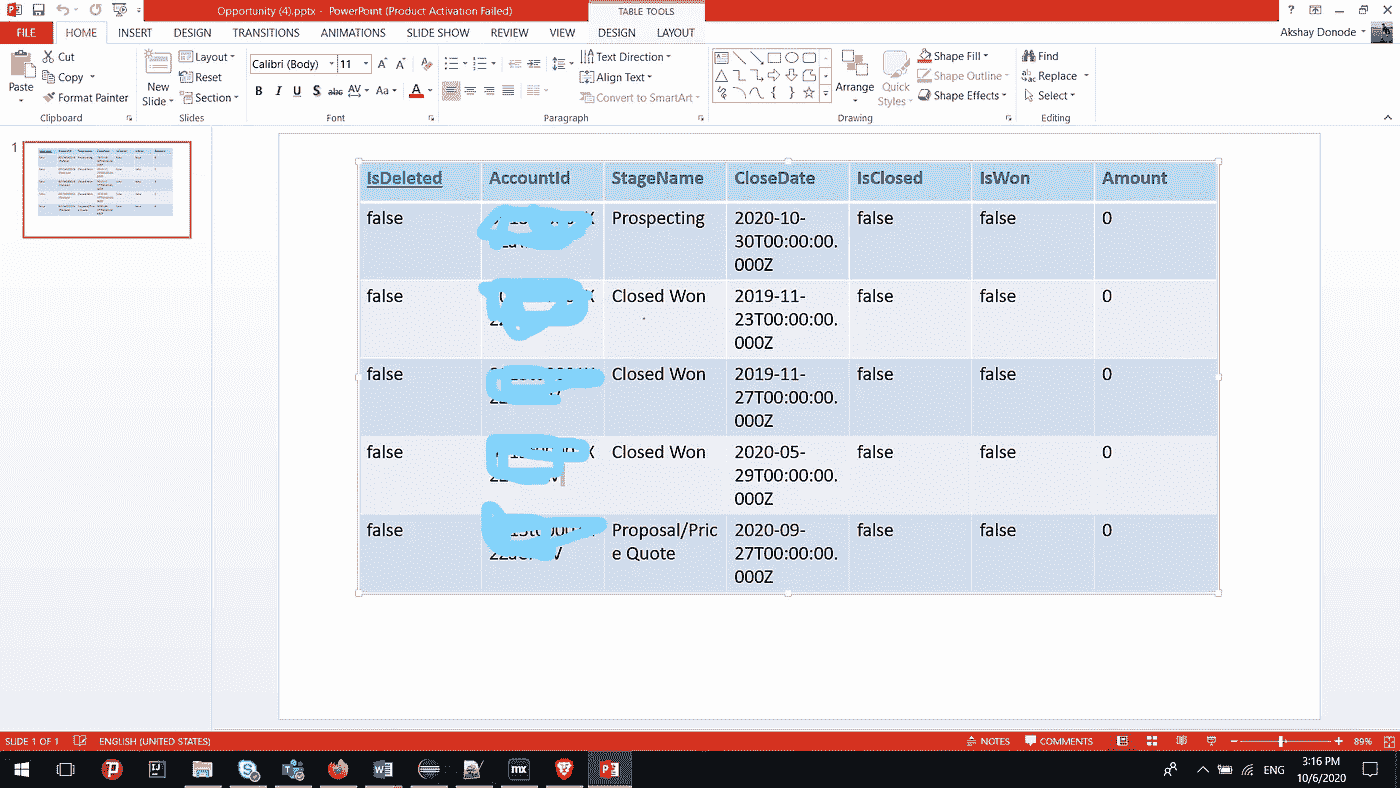 Opportunity (4).pptx - PowerPoint (Product Activation Failed)
TABLE TOOLS
FILE HOME INSERT DESIGN TRANSITIONS ANIMATIONS SLIDE SHOW REVIEW VIEW DESIGN LAYOUT
Akshay Donode
Paste
Cut
Copy
Format Painter
Clipboard
New
Slide
Layout
Reset
Section
Slides
Calibri (Body) 11
B I U S abc AV Aa A
Font
Text Direction
Align Text
Convert to SmartArt
Paragraph
Arrange
Quick
Styles
Shape Fill
Shape Outline
Shape Effects
Drawing
Find
Replace
Select
Editing
1
IsDeleted AccountId StageName CloseDate IsClosed IsWon Amount
false Prospecting 2020-10-
30T00:00:00.
000Z
false false 0
false Closed Won 2019-11-
23T00:00:00.
000Z
false false 0
false Closed Won 2019-11-
27T00:00:00.
000Z
false false 0
false Closed Won 2020-05-
29T00:00:00.
000Z
false false 0
false Proposal/Pric
e Quote
2020-09-
27T00:00:00.
000Z
false false 0
SLIDE 1 OF 1 ENGLISH (UNITED STATES)
NOTES COMMENTS 89%
mx
ENG
3:16 PM
10/6/2020